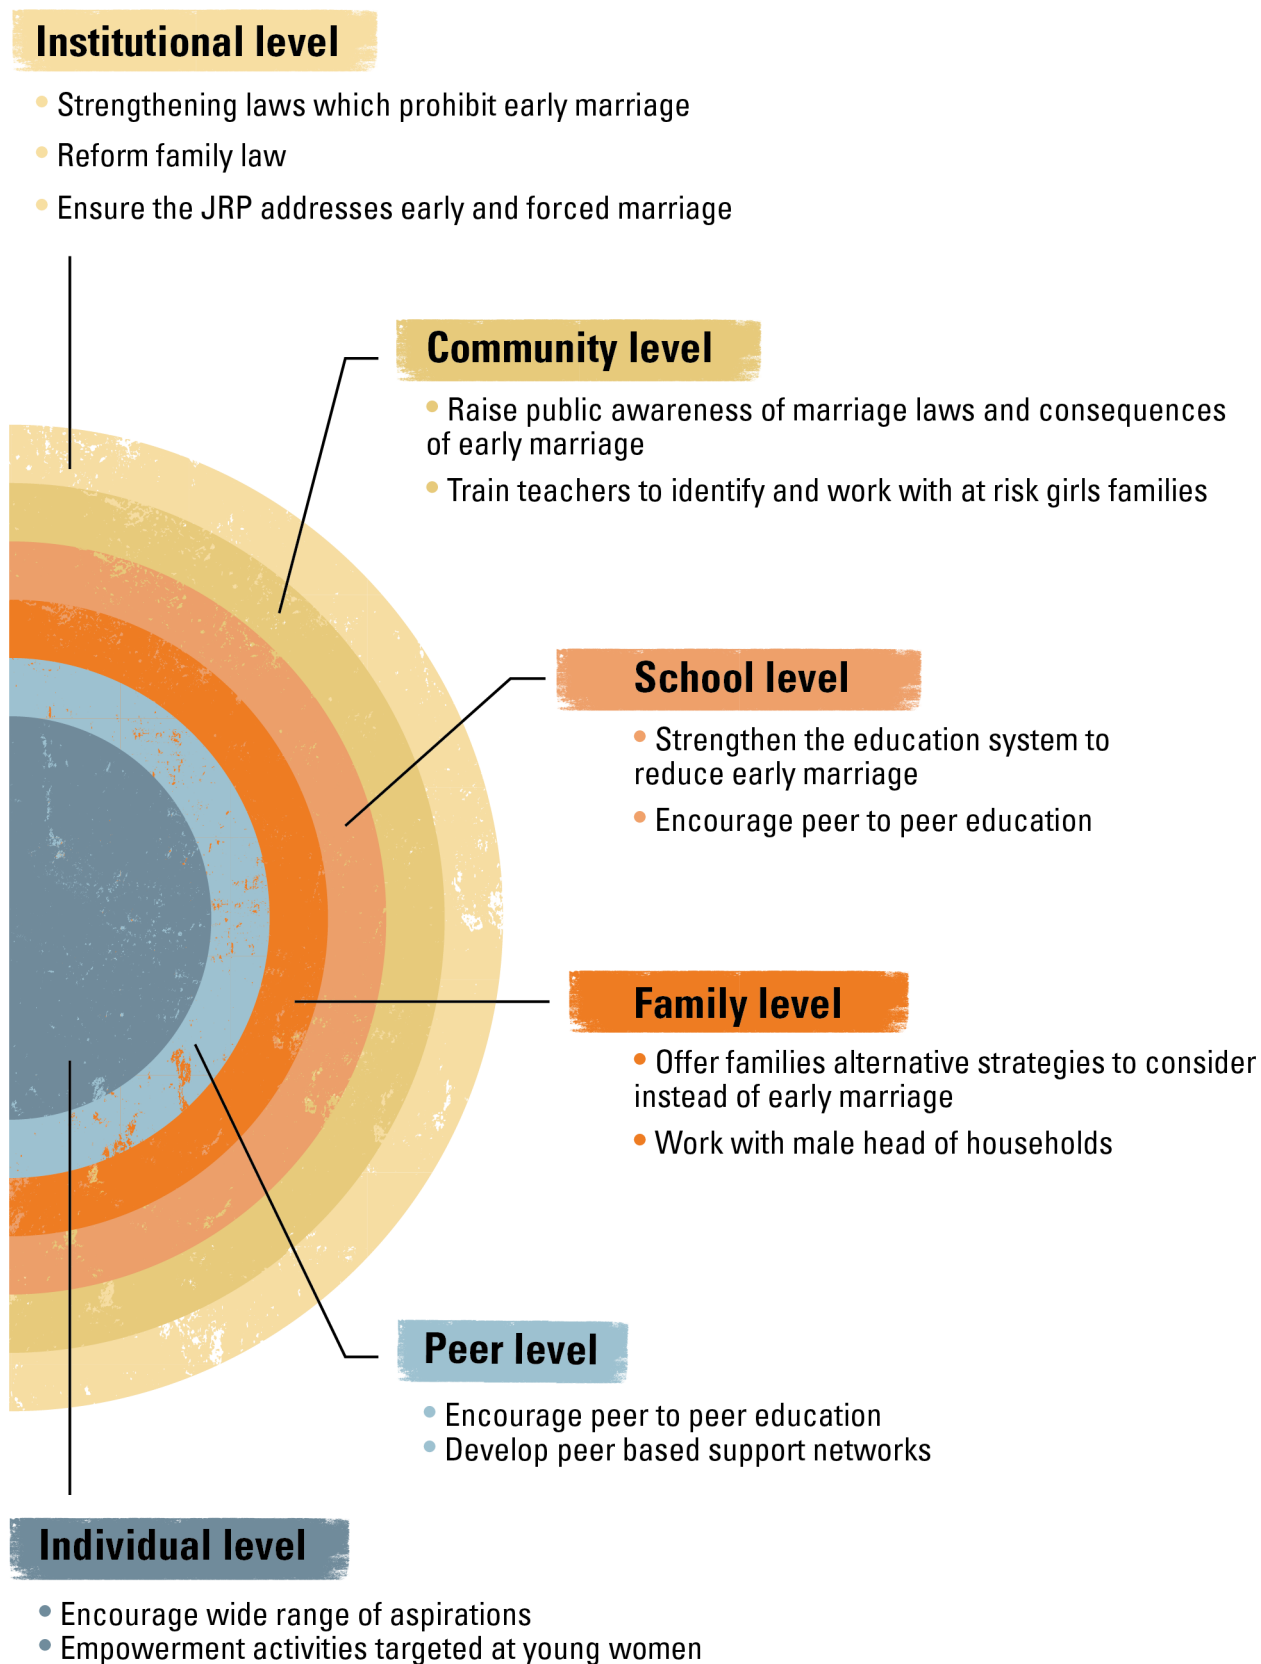 Institutional level
• Strengthening laws which prohibit early marriage
• Reform family law
• Ensure the JRP addresses early and forced marriage
Community level
• Raise public awareness of marriage laws and consequences
of early marriage
• Train teachers to identify and work with at risk girls families
School level
• Strengthen the education system to
reduce early marriage
• Encourage peer to peer education
Family level
• Offer families alternative strategies to consider
instead of early marriage
• Work with male head of households
Peer level
• Encourage peer to peer education
• Develop peer based support networks
Individual level
• Encourage wide range of aspirations
• Empowerment activities targeted at young women